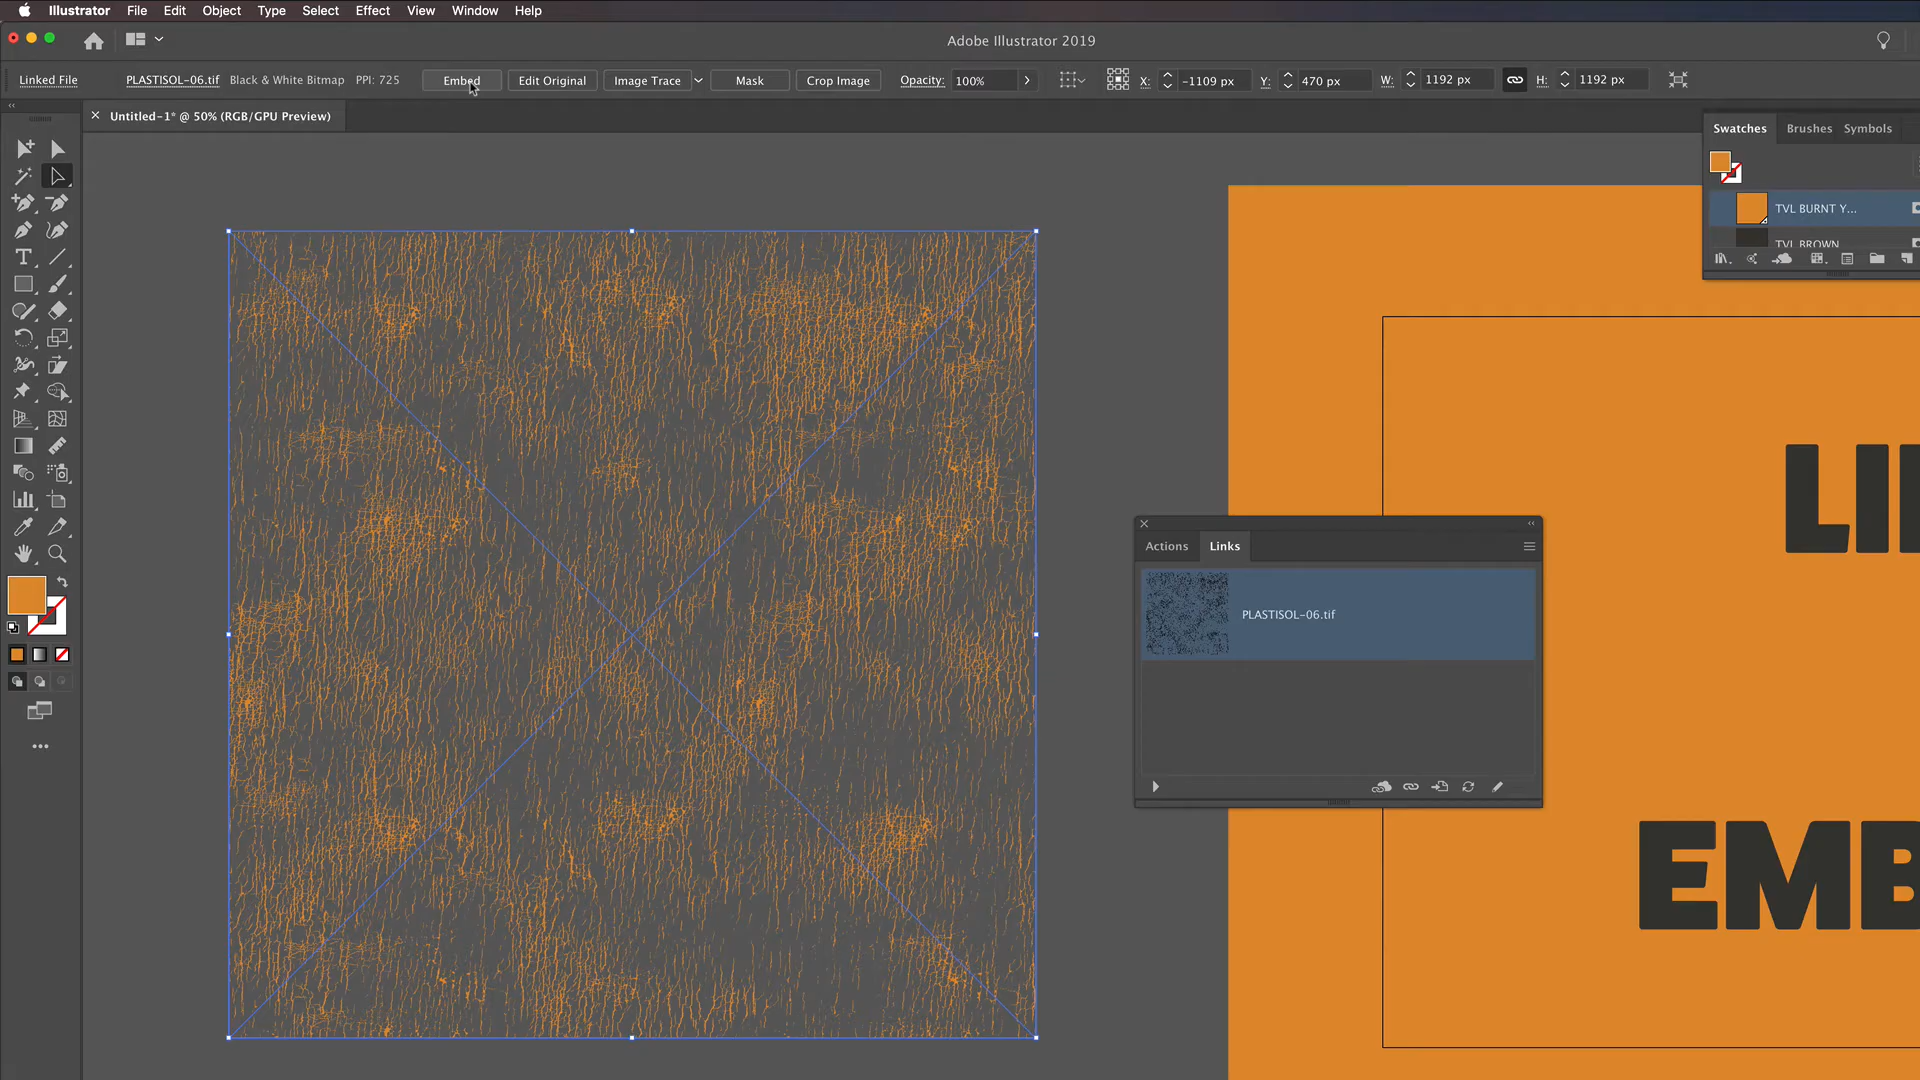 Illustrator File Edit Object Type Select Effect View Window Help
Adobe Illustrator 2019
Linked File PLASTISOL-06.tif Black & White Bitmap PPI: 725 Embed Edit Original Image Trace Mask Crop Image Opacity: 100% X: -1109 px Y: 470 px W: 1192 px H: 1192 px
Untitled-1* @ 50% (RGB/GPU Preview)
Swatches Brushes Symbols
TVL BURNT Y...
TVL BROWN
LI
Actions Links
PLASTISOL-06.tif
EMB